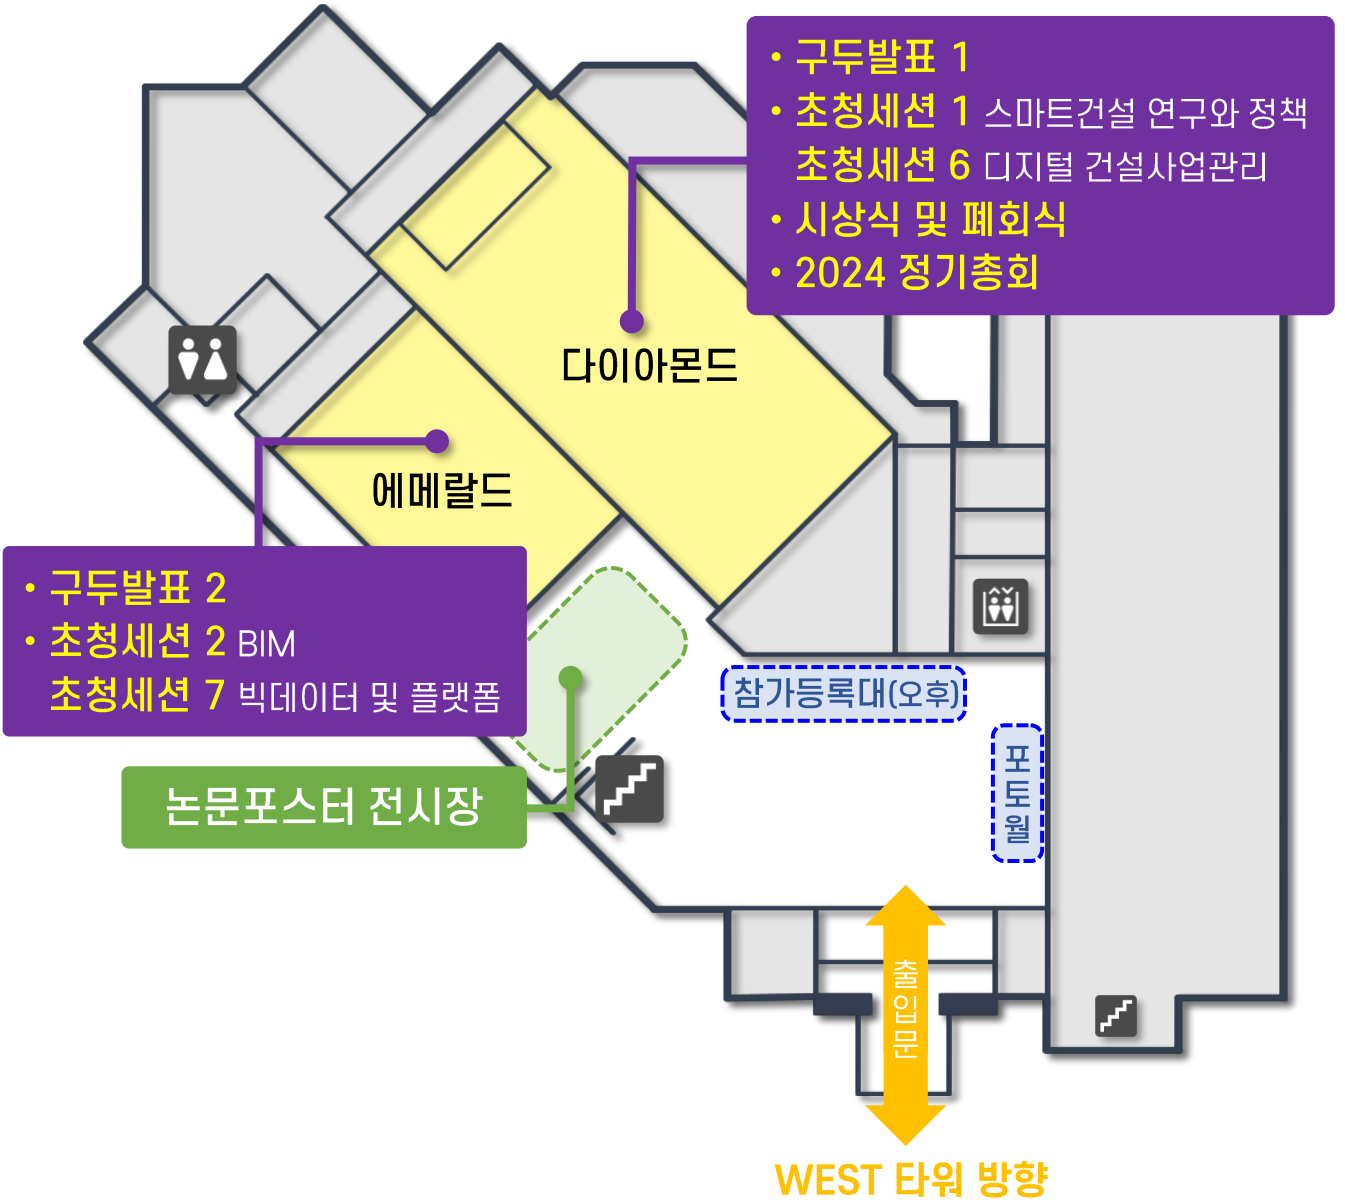 • 구두발표 1
• 초청세션 1 스마트건설 연구와 정책
초청세션 6 디지털 건설사업관리
• 시상식 및 폐회식
• 2024 정기총회
다이아몬드
에메랄드
• 구두발표 2
• 초청세션 2 BIM
초청세션 7 빅데이터 및 플랫폼
참가등록대(오후)
포토월
논문포스터 전시장
출입문
WEST 타워 방향